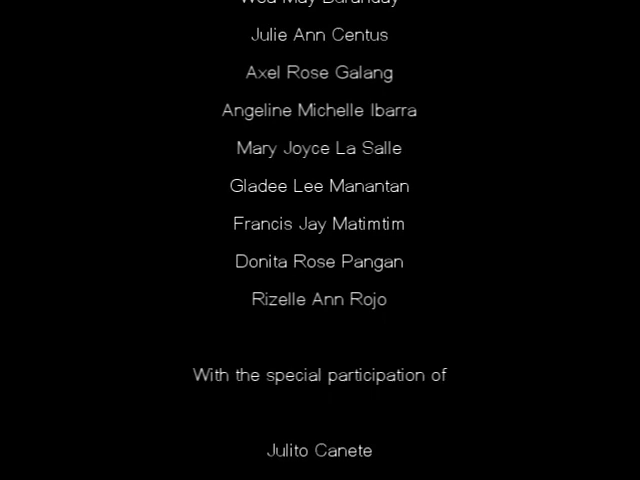 Julie Ann Centus
Axel Rose Galang
Angeline Michelle Ibarra
Mary Joyce La Salle
Gladee Lee Manantan
Francis Jay Matimtim
Donita Rose Pangan
Rizelle Ann Rojo
With the special participation of
Julito Canete